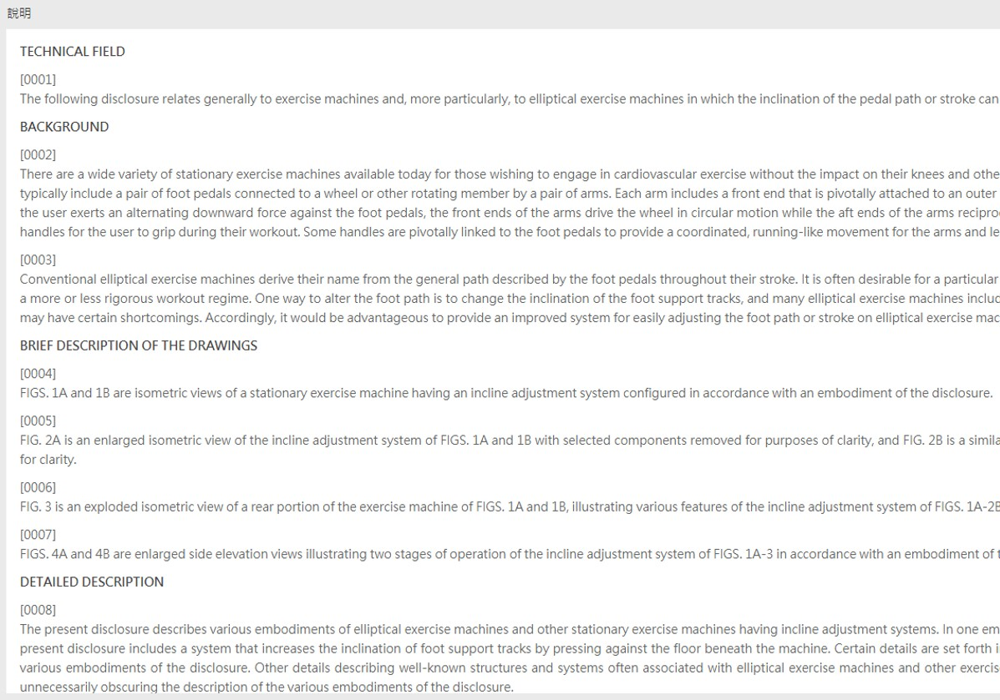 說明
TECHNICAL FIELD
[0001]
The following disclosure relates generally to exercise machines and, more particularly, to elliptical exercise machines in which the inclination of the pedal path or stroke can
BACKGROUND
[0002]
There are a wide variety of stationary exercise machines available today for those wishing to engage in cardiovascular exercise without the impact on their knees and othe
typically include a pair of foot pedals connected to a wheel or other rotating member by a pair of arms. Each arm includes a front end that is pivotally attached to an outer
the user exerts an alternating downward force against the foot pedals, the front ends of the arms drive the wheel in circular motion while the aft ends of the arms recipro
handles for the user to grip during their workout. Some handles are pivotally linked to the foot pedals to provide a coordinated, running-like movement for the arms and le
[0003]
Conventional elliptical exercise machines derive their name from the general path described by the foot pedals throughout their stroke. It is often desirable for a particular
a more or less rigorous workout regime. One way to alter the foot path is to change the inclination of the foot support tracks, and many elliptical exercise machines includ
may have certain shortcomings. Accordingly, it would be advantageous to provide an improved system for easily adjusting the foot path or stroke on elliptical exercise mac
BRIEF DESCRIPTION OF THE DRAWINGS
[0004]
FIGS. 1A and 1B are isometric views of a stationary exercise machine having an incline adjustment system configured in accordance with an embodiment of the disclosure.
[0005]
FIG. 2A is an enlarged isometric view of the incline adjustment system of FIGS. 1A and 1B with selected components removed for purposes of clarity, and FIG. 2B is a simila
for clarity.
[0006]
FIG. 3 is an exploded isometric view of a rear portion of the exercise machine of FIGS. 1A and 1B, illustrating various features of the incline adjustment system of FIGS. 1A-2B
[0007]
FIGS. 4A and 4B are enlarged side elevation views illustrating two stages of operation of the incline adjustment system of FIGS. 1A-3 in accordance with an embodiment of t
DETAILED DESCRIPTION
[0008]
The present disclosure describes various embodiments of elliptical exercise machines and other stationary exercise machines having incline adjustment systems. In one em
present disclosure includes a system that increases the inclination of foot support tracks by pressing against the floor beneath the machine. Certain details are set forth i
various embodiments of the disclosure. Other details describing well-known structures and systems often associated with elliptical exercise machines and other exercis
unnecessarily obscuring the description of the various embodiments of the disclosure.